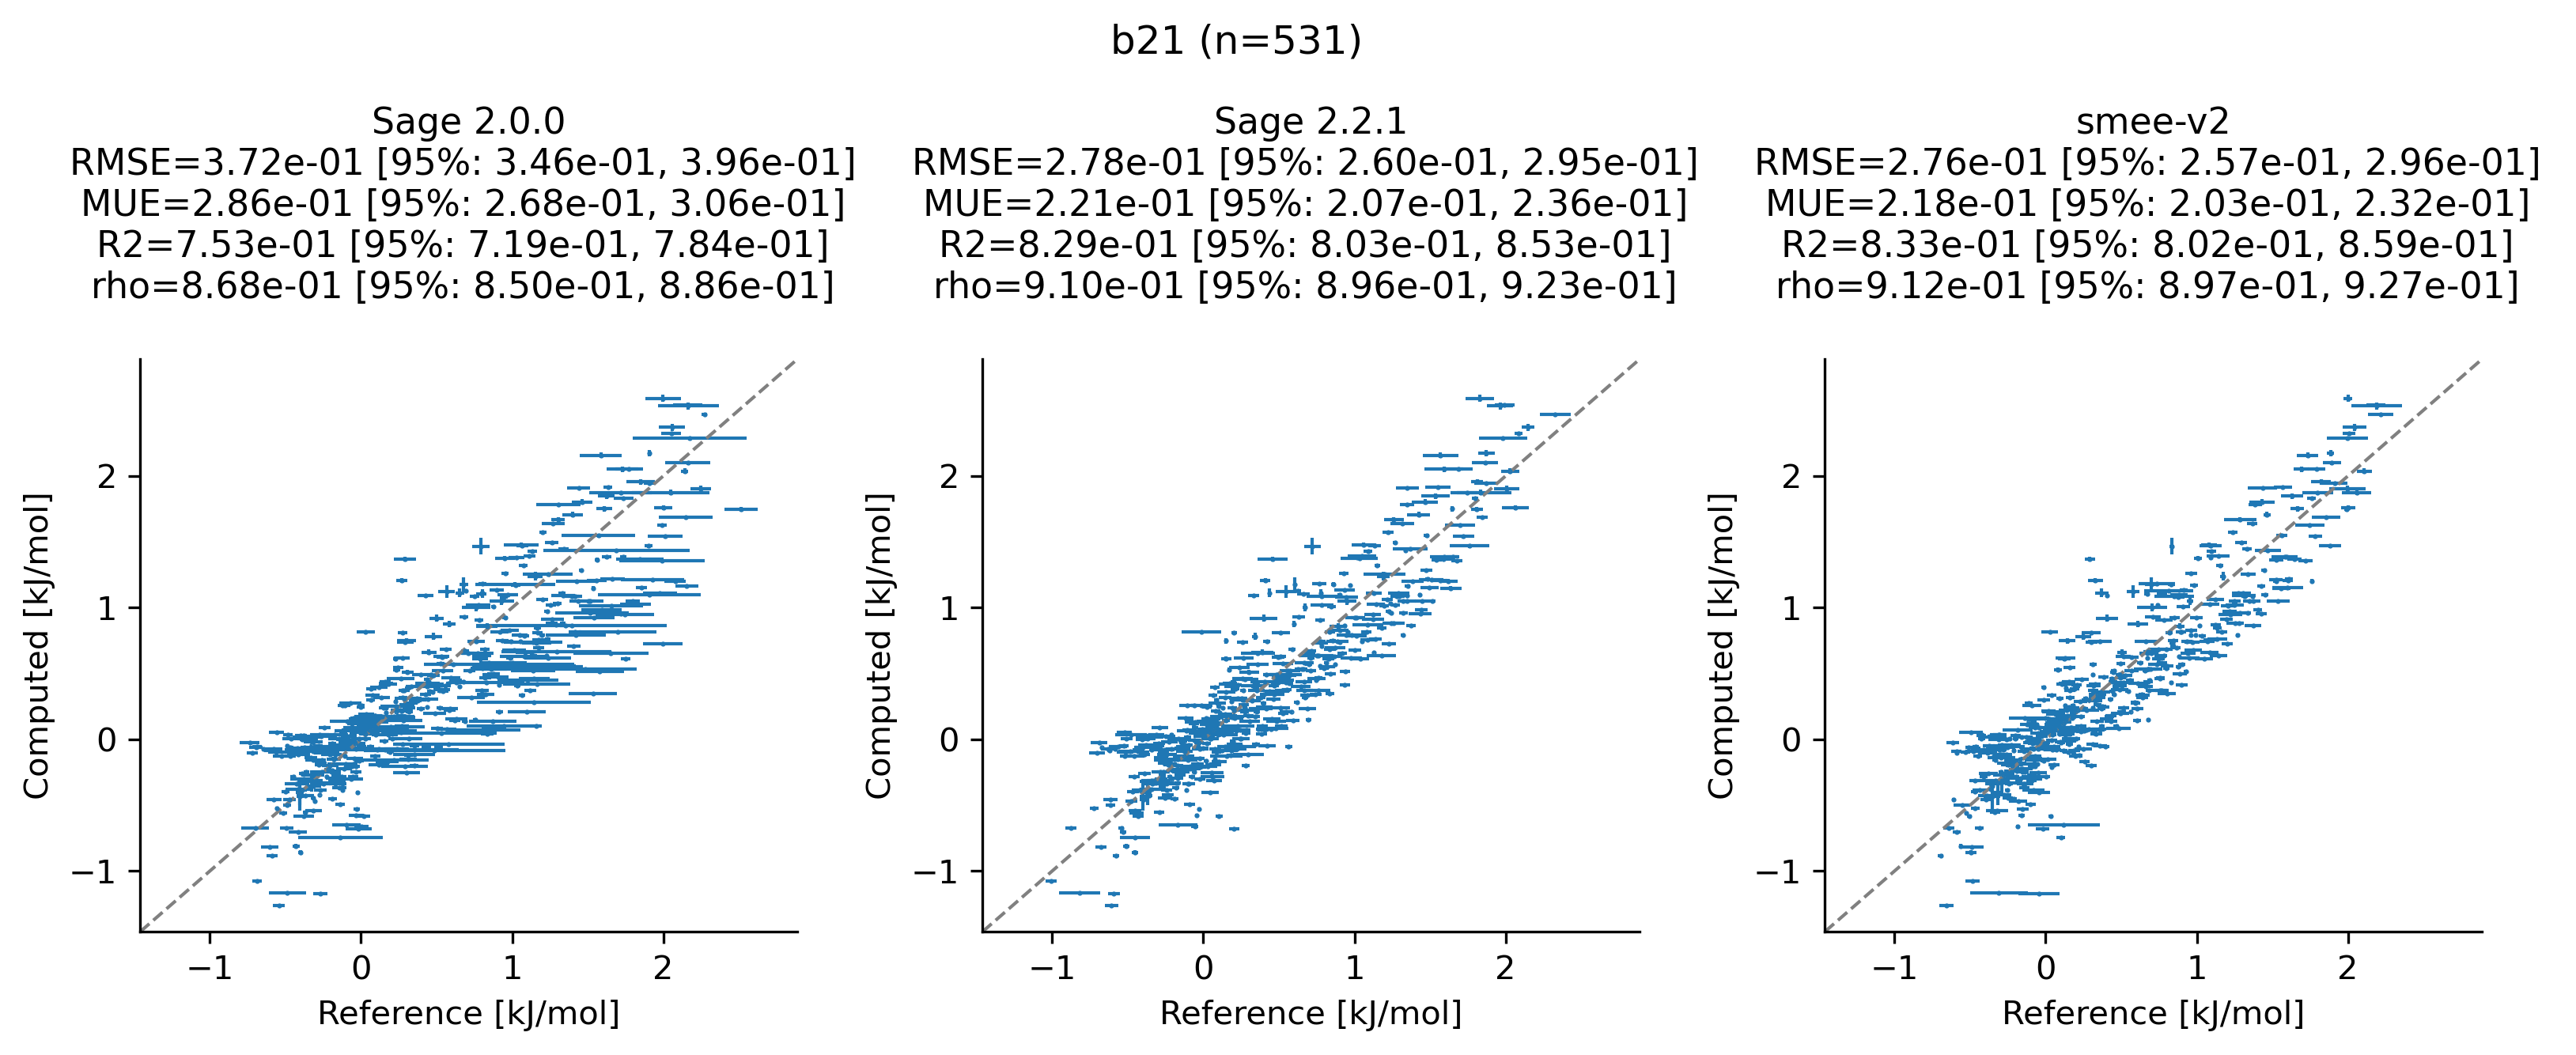 b21 (n=531)
Sage 2.0.0
RMSE=3.72e-01 [95%: 3.46e-01, 3.96e-01]
MUE=2.86e-01 [95%: 2.68e-01, 3.06e-01]
R2=7.53e-01 [95%: 7.19e-01, 7.84e-01]
rho=8.68e-01 [95%: 8.50e-01, 8.86e-01]
Computed [kJ/mol]
2
1
0
−1
−1 0 1 2
Reference [kJ/mol]
Sage 2.2.1
RMSE=2.78e-01 [95%: 2.60e-01, 2.95e-01]
MUE=2.21e-01 [95%: 2.07e-01, 2.36e-01]
R2=8.29e-01 [95%: 8.03e-01, 8.53e-01]
rho=9.10e-01 [95%: 8.96e-01, 9.23e-01]
Computed [kJ/mol]
2
1
0
−1
−1 0 1 2
Reference [kJ/mol]
smee-v2
RMSE=2.76e-01 [95%: 2.57e-01, 2.96e-01]
MUE=2.18e-01 [95%: 2.03e-01, 2.32e-01]
R2=8.33e-01 [95%: 8.02e-01, 8.59e-01]
rho=9.12e-01 [95%: 8.97e-01, 9.27e-01]
Computed [kJ/mol]
2
1
0
−1
−1 0 1 2
Reference [kJ/mol]